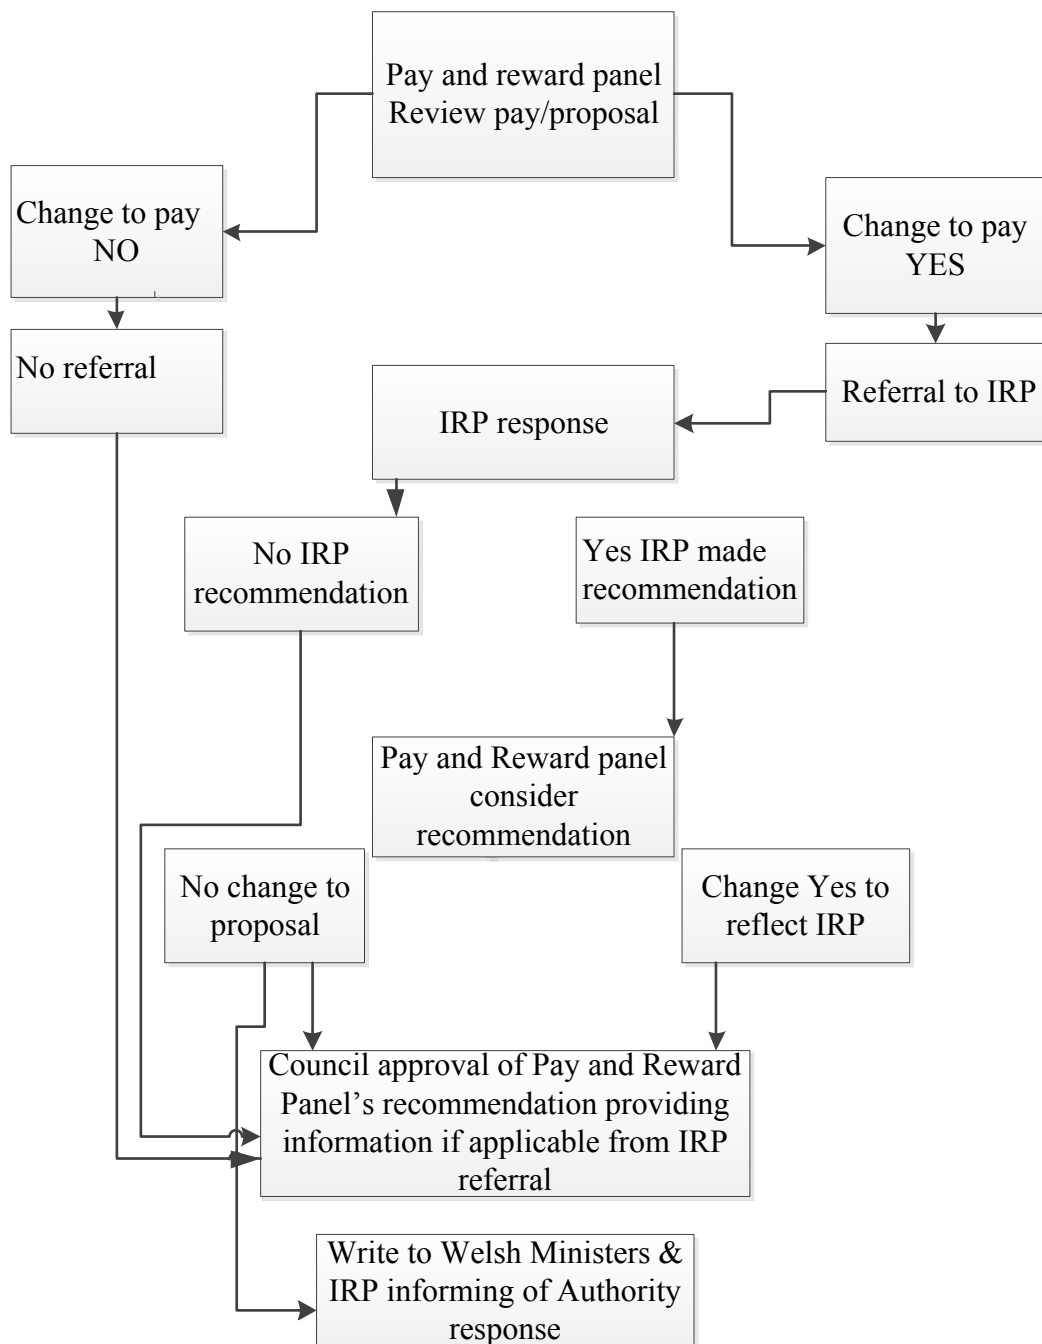 Pay and reward panel
Review pay/proposal
Change to pay
NO
Change to pay
YES
No referral
Referral to IRP
IRP response
No IRP
recommendation
Yes IRP made
recommendation
Pay and Reward panel
consider
recommendation
No change to
proposal
Change Yes to
reflect IRP
Council approval of Pay and Reward
Panel’s recommendation providing
information if applicable from IRP
referral
Write to Welsh Ministers &
IRP informing of Authority
response